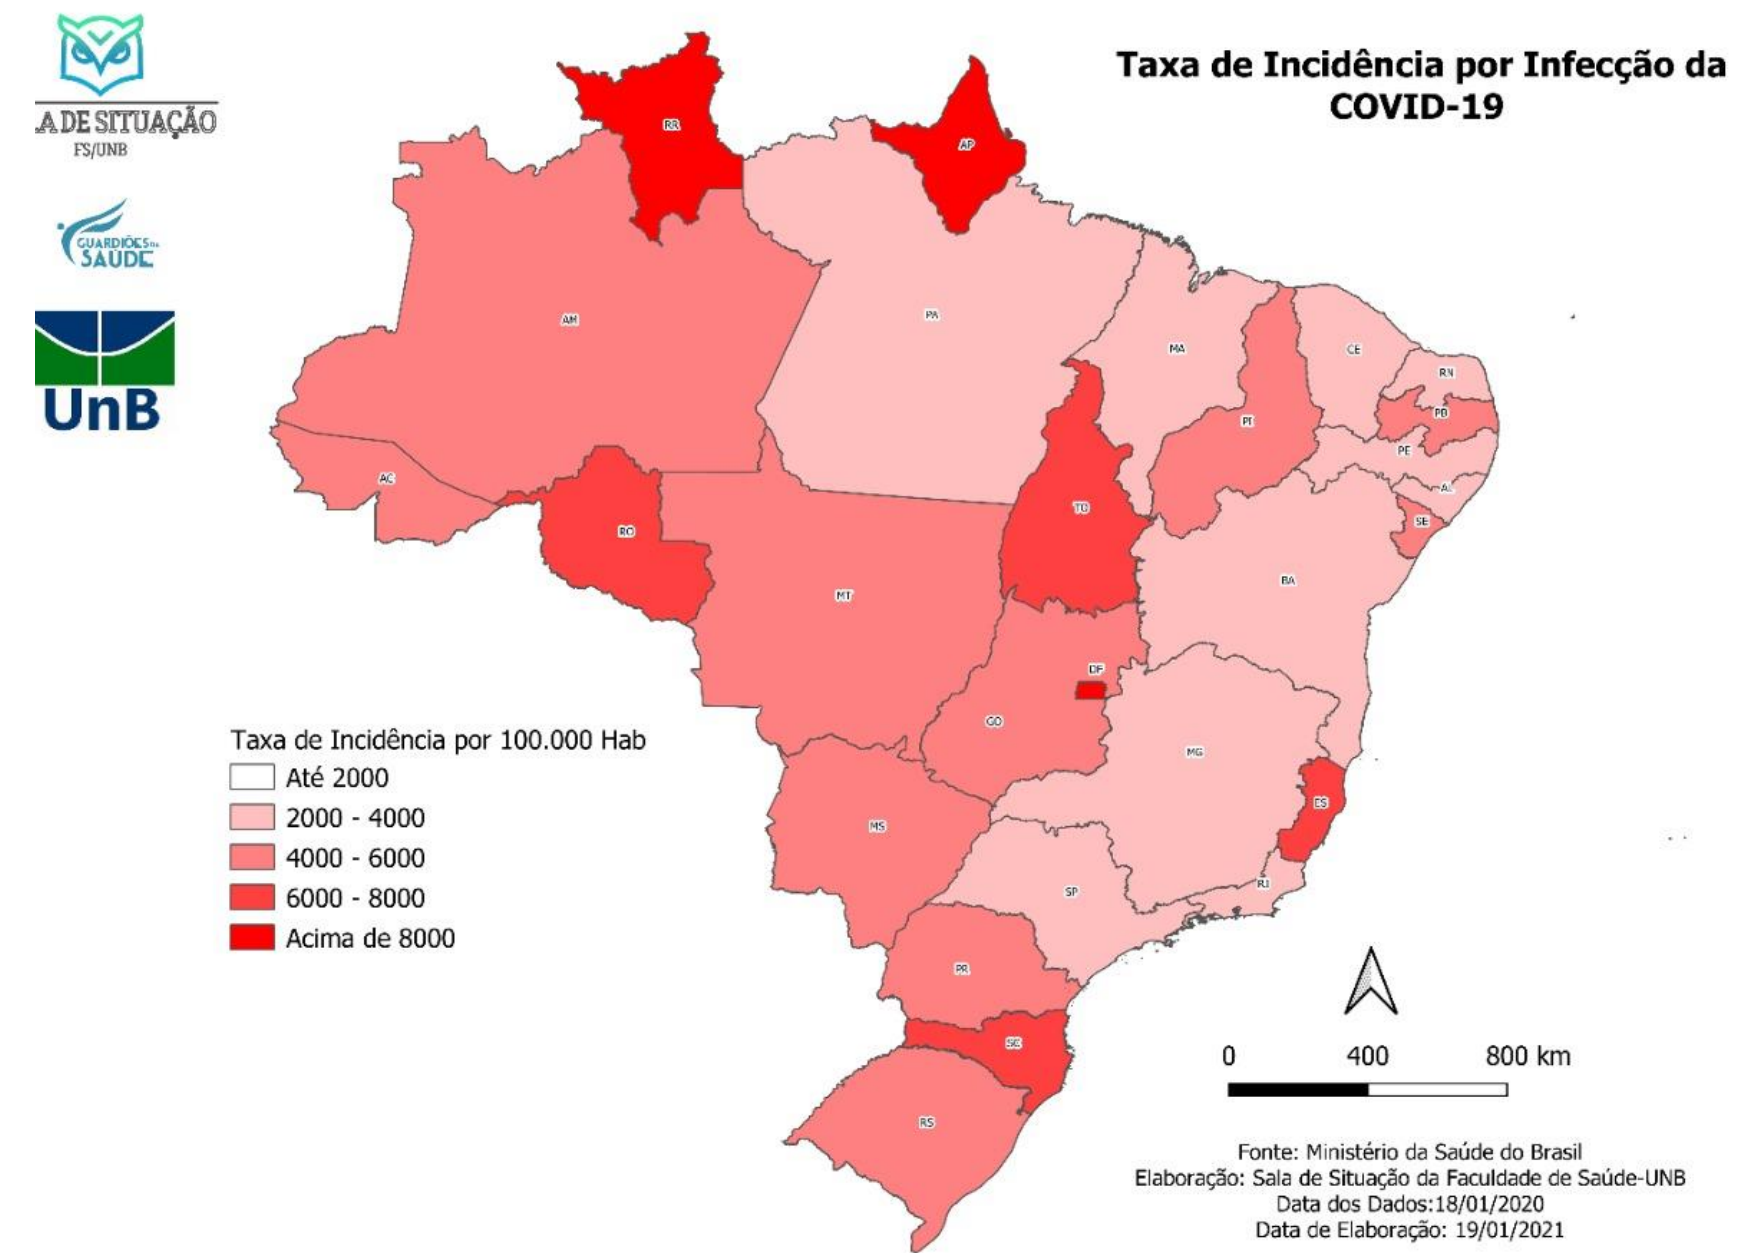 Taxa de Incidência por Infecção da
COVID-19
A DE SITUAÇÃO
FS/UNB
GUARDIÕES DA
SAÚDE
UnB
RR
AP
AM
PA
MA
CE
RN
PB
PI
PE
AL
SE
AC
RO
TO
BA
MT
DF
GO
MG
ES
MS
SP
RJ
PR
SC
RS
Taxa de Incidência por 100.000 Hab
Até 2000
2000 - 4000
4000 - 6000
6000 - 8000
Acima de 8000
0 400 800 km
Fonte: Ministério da Saúde do Brasil
Elaboração: Sala de Situação da Faculdade de Saúde-UNB
Data dos Dados:18/01/2020
Data de Elaboração: 19/01/2021